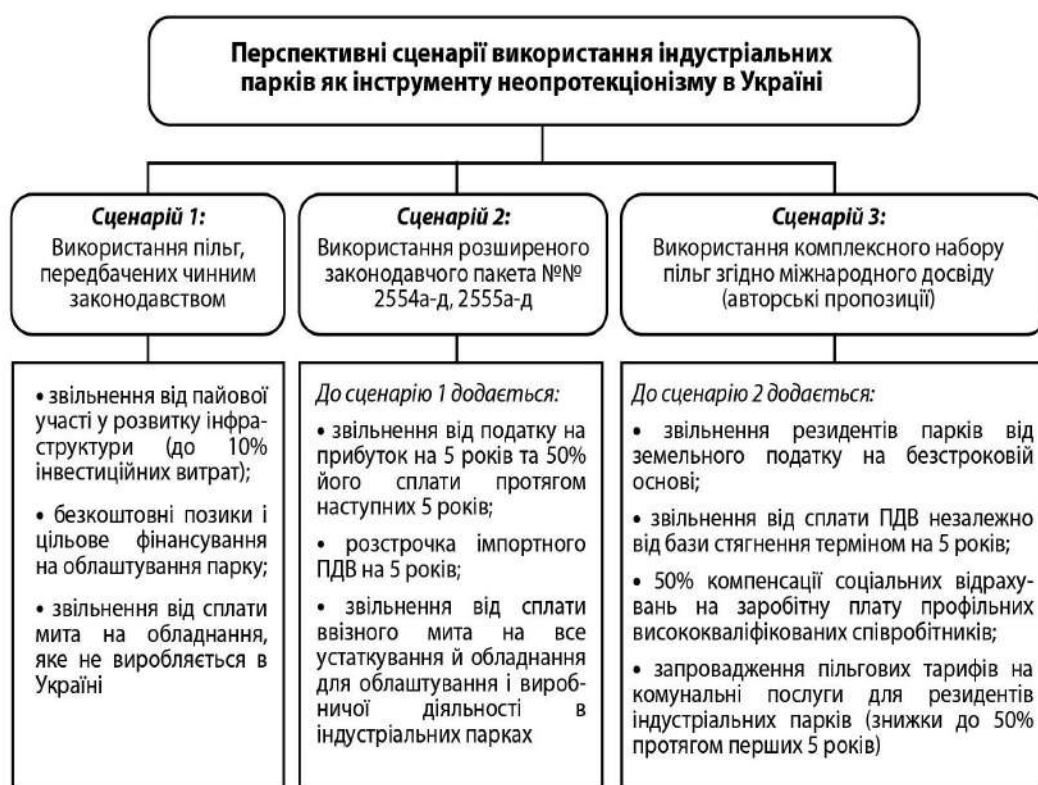 Перспективні сценарії використання індустріальних
парків як інструменту неопротекціонізму в Україні
Сценарій 1:
Використання пільг,
передбачених чинним
законодавством
• звільнення від пайової
участі у розвитку інфра-
структури (до 10%
інвестиційних витрат);
• безкоштовні позики і
цільове фінансування
на облаштування парку;
• звільнення від сплати
мита на обладнання,
яке не виробляється в
Україні
Сценарій 2:
Використання розширеного
законодавчого пакета №№
2554а-д, 2555а-д
До сценарію 1 додається:
• звільнення від податку на
прибуток на 5 років та 50%
його сплати протягом
наступних 5 років;
• розстрочка імпортного
ПДВ на 5 років;
• звільнення від сплати
ввізного мита на все
устаткування й обладнання
для облаштування і вироб-
ничої діяльності в
індустріальних парках
Сценарій 3:
Використання комплексного набору
пільг згідно міжнародного досвіду
(авторські пропозиції)
До сценарію 2 додається:
• звільнення резидентів парків від
земельного податку на безстроковій
основі;
• звільнення від сплати ПДВ незалежно
від бази стягнення терміном на 5 років;
• 50% компенсації соціальних відраху-
вань на заробітну плату профільних
висококваліфікованих співробітників;
• запровадження пільгових тарифів на
комунальні послуги для резидентів
індустріальних парків (знижки до 50%
протягом перших 5 років)